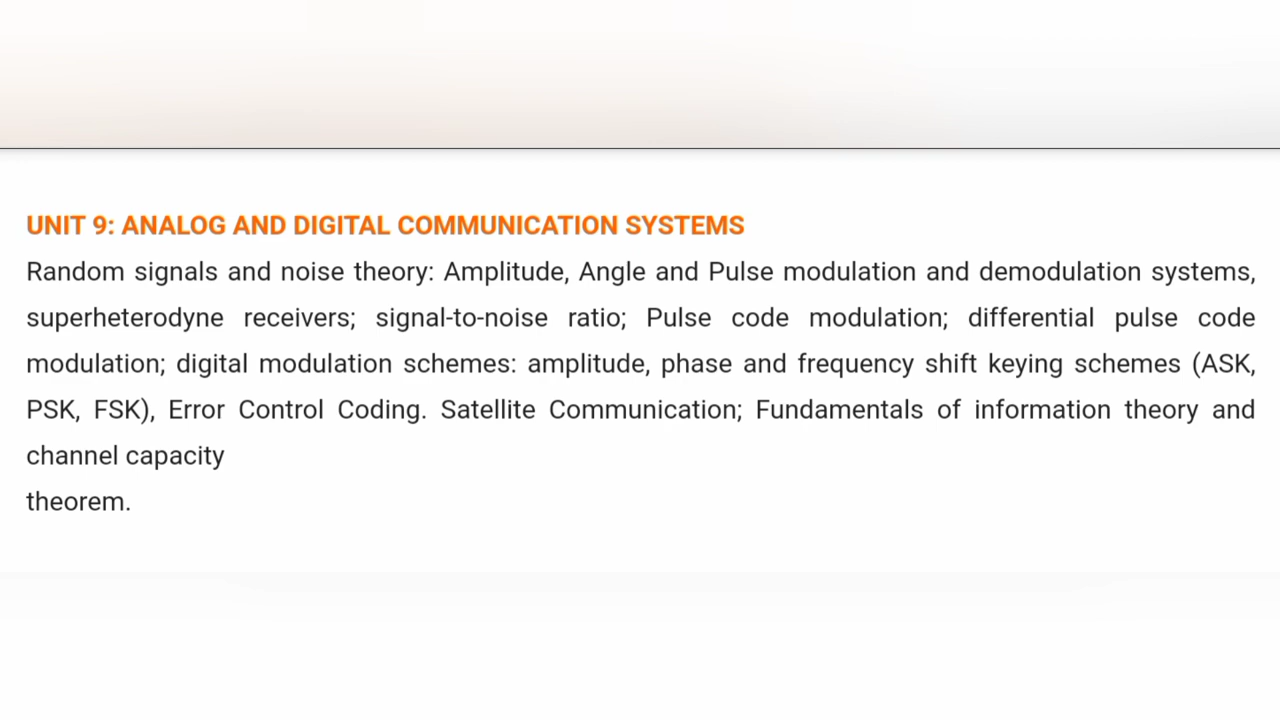 UNIT 9: ANALOG AND DIGITAL COMMUNICATION SYSTEMS
Random signals and noise theory: Amplitude, Angle and Pulse modulation and demodulation systems,
superheterodyne receivers; signal-to-noise ratio; Pulse code modulation; differential pulse code
modulation; digital modulation schemes: amplitude, phase and frequency shift keying schemes (ASK,
PSK, FSK), Error Control Coding. Satellite Communication; Fundamentals of information theory and
channel capacity
theorem.